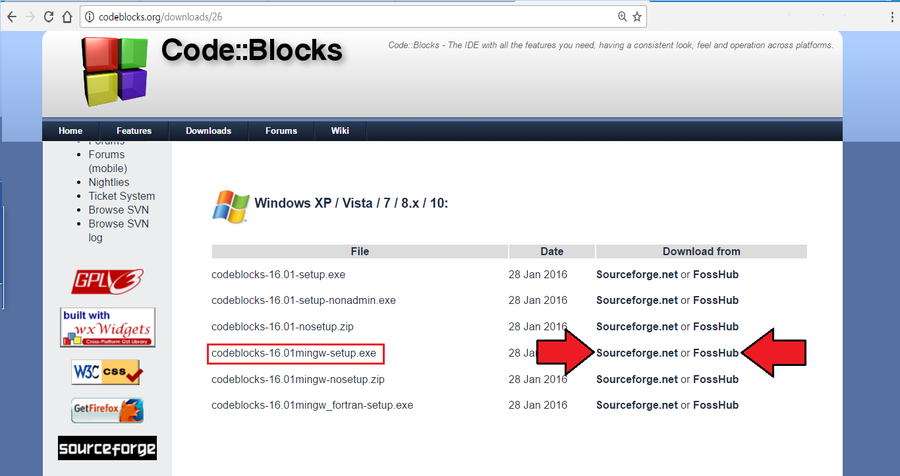 codeblocks.org/downloads/26
Code::Blocks
Code::Blocks - The IDE with all the features you need, having a consistent look, feel and operation across platforms.
Home Features Downloads Forums Wiki
Forums
Forums
(mobile)
Nightlies
Ticket System
Browse SVN
Browse SVN
log
GPLv3
built with
wxWidgets
Cross-Platform GUI Library
W3C css
GetFirefox
sourceforge
Windows XP / Vista / 7 / 8.x / 10:
File Date Download from
codeblocks-16.01-setup.exe 28 Jan 2016 Sourceforge.net or FossHub
codeblocks-16.01-setup-nonadmin.exe 28 Jan 2016 Sourceforge.net or FossHub
codeblocks-16.01-nosetup.zip 28 Jan 2016 Sourceforge.net or FossHub
codeblocks-16.01mingw-setup.exe 28 Sourceforge.net or FossHub
codeblocks-16.01mingw-nosetup.zip 28 Jan 2016 Sourceforge.net or FossHub
codeblocks-16.01mingw_fortran-setup.exe 28 Jan 2016 Sourceforge.net or FossHub